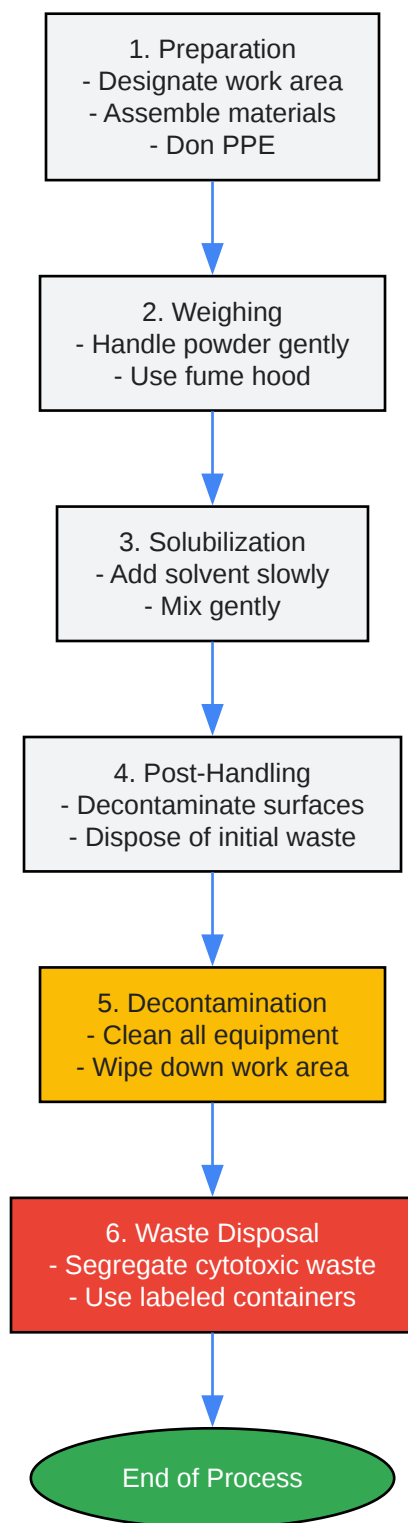 1. Preparation
- Designate work area
- Assemble materials
- Don PPE
2. Weighing
- Handle powder gently
- Use fume hood
3. Solubilization
- Add solvent slowly
- Mix gently
4. Post-Handling
- Decontaminate surfaces
- Dispose of initial waste
5. Decontamination
- Clean all equipment
- Wipe down work area
6. Waste Disposal
- Segregate cytotoxic waste
- Use labeled containers
End of Process